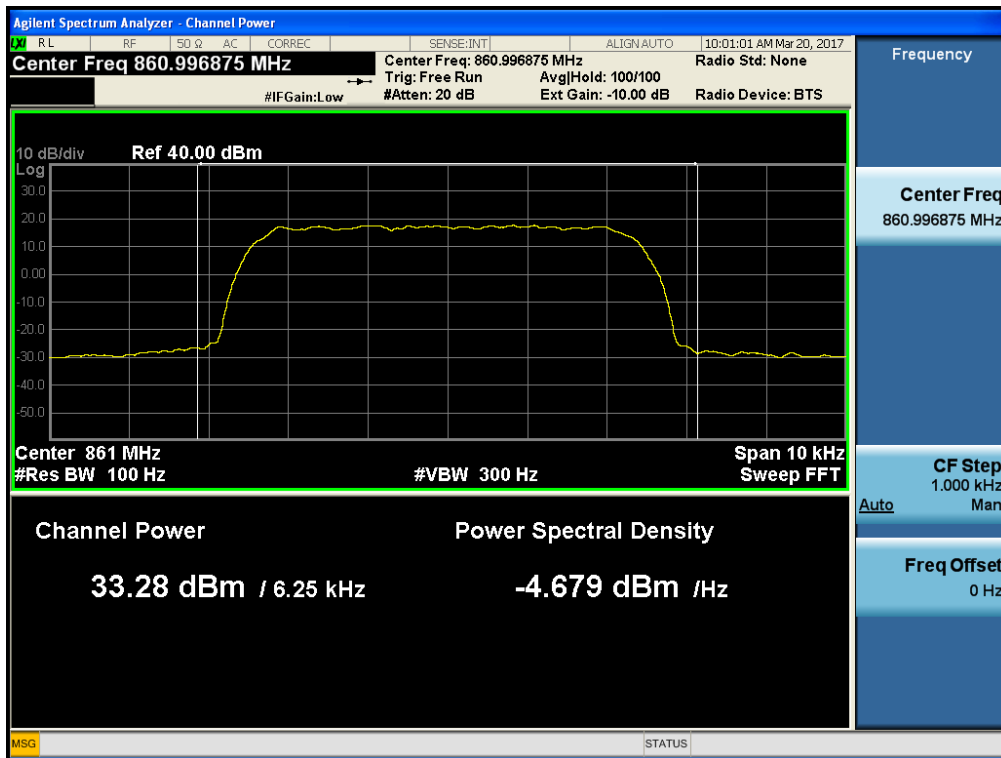 Agilent Spectrum Analyzer - Channel Power
LXI RL RF 50 Ω AC CORREC SENSE:INT ALIGN AUTO 10:01:01 AM Mar 20, 2017
Center Freq 860.996875 MHz
Center Freq: 860.996875 MHz Radio Std: None
Trig: Free Run Avg|Hold: 100/100
#IFGain:Low #Atten: 20 dB Ext Gain: -10.00 dB Radio Device: BTS
10 dB/div Ref 40.00 dBm
Log
30.0
20.0
10.0
0.00
-10.0
-20.0
-30.0
-40.0
-50.0
Center 861 MHz Span 10 kHz
#Res BW 100 Hz #VBW 300 Hz Sweep FFT
Channel Power Power Spectral Density
33.28 dBm / 6.25 kHz -4.679 dBm /Hz
Frequency
Center Freq
860.996875 MHz
CF Step
1.000 kHz
Auto Man
Freq Offset
0 Hz
MSG STATUS